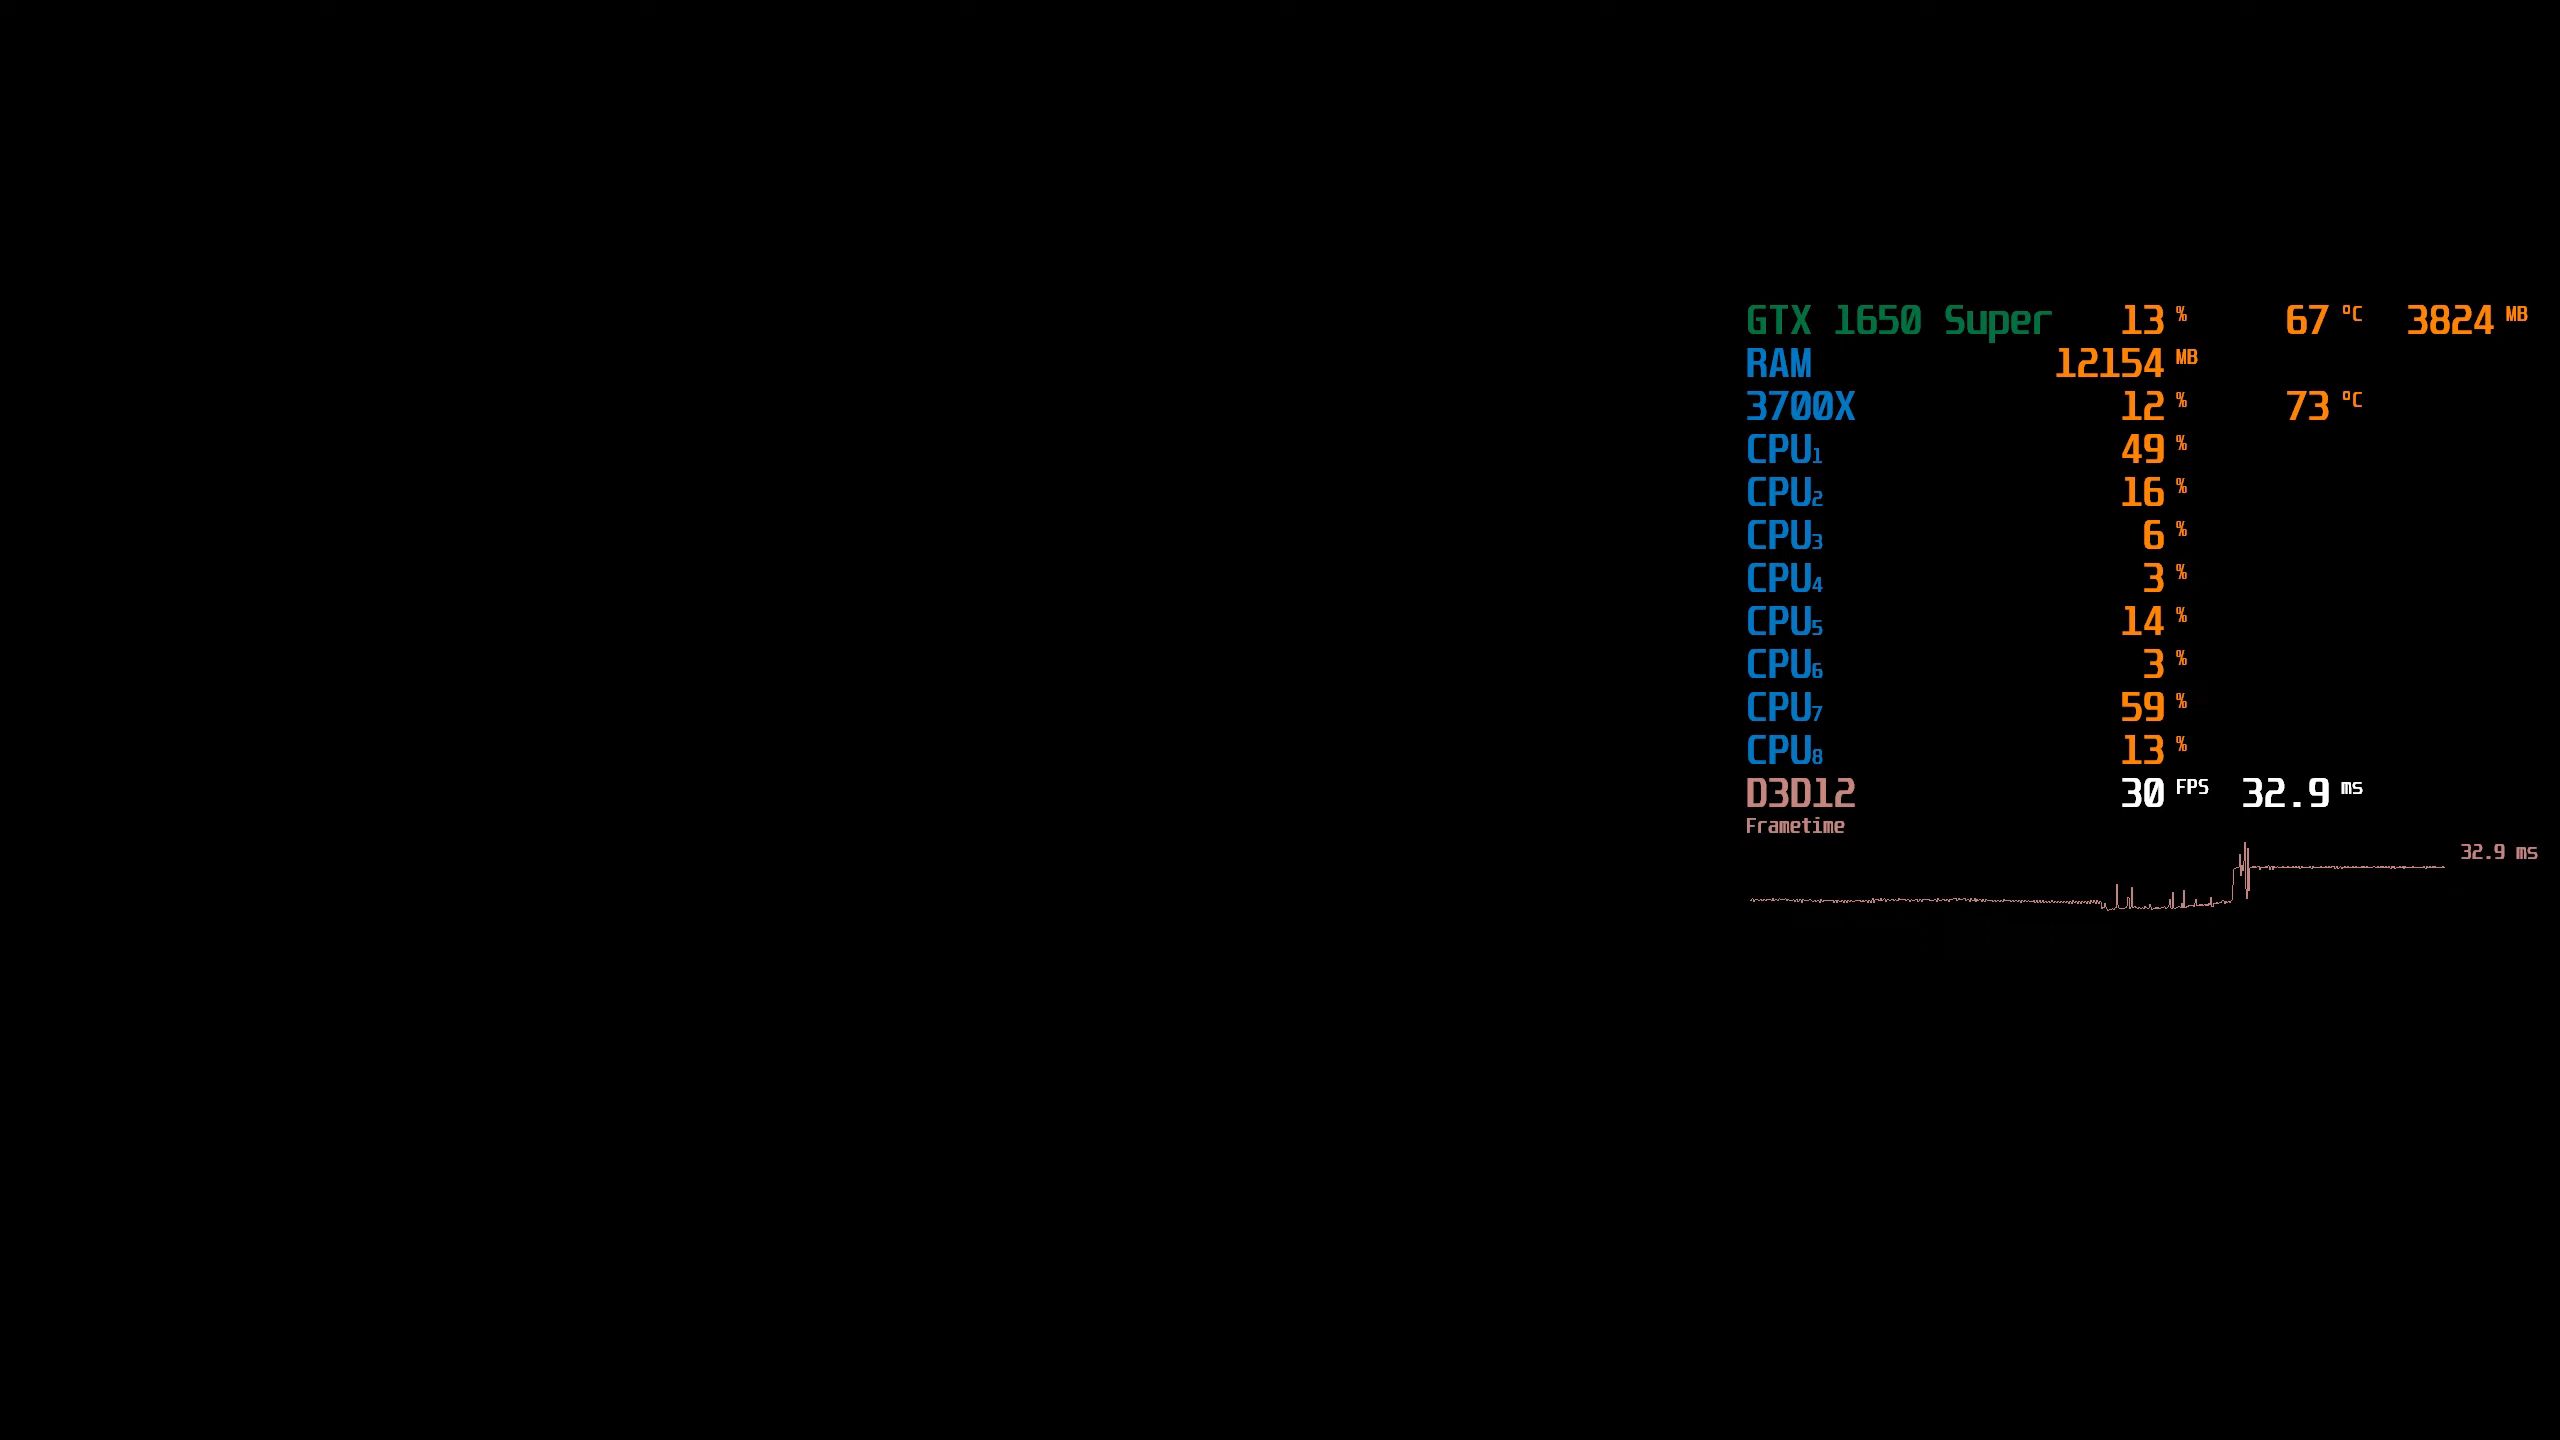 GTX 1650 Super 13 % 67 °C 3824 MB
RAM 12154 MB
3700X 12 % 73 °C
CPU1 49 %
CPU2 16 %
CPU3 6 %
CPU4 3 %
CPU5 14 %
CPU6 3 %
CPU7 59 %
CPU8 13 %
D3D12 30 FPS 32.9 ms
Frametime
32.9 ms